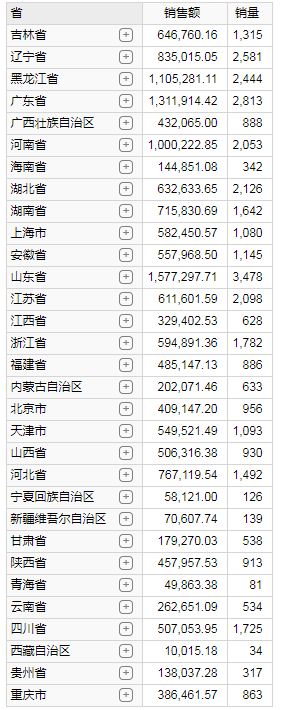 省 销售额 销量
吉林省 646,760.16 1,315
辽宁省 835,015.05 2,581
黑龙江省 1,105,281.11 2,444
广东省 1,311,914.42 2,813
广西壮族自治区 432,065.00 888
河南省 1,000,222.85 2,053
海南省 144,851.08 342
湖北省 632,633.65 2,126
湖南省 715,830.69 1,642
上海市 582,450.57 1,080
安徽省 557,968.50 1,145
山东省 1,577,297.71 3,478
江苏省 611,601.59 2,098
江西省 329,402.53 628
浙江省 594,891.36 1,782
福建省 485,147.13 886
内蒙古自治区 202,071.46 633
北京市 409,147.20 956
天津市 549,521.49 1,093
山西省 506,316.38 930
河北省 767,119.54 1,492
宁夏回族自治区 58,121.00 126
新疆维吾尔自治区 70,607.74 139
甘肃省 179,270.03 538
陕西省 457,957.53 913
青海省 49,863.38 81
云南省 262,651.09 534
四川省 507,053.95 1,725
西藏自治区 10,015.18 34
贵州省 138,037.28 317
重庆市 386,461.57 863